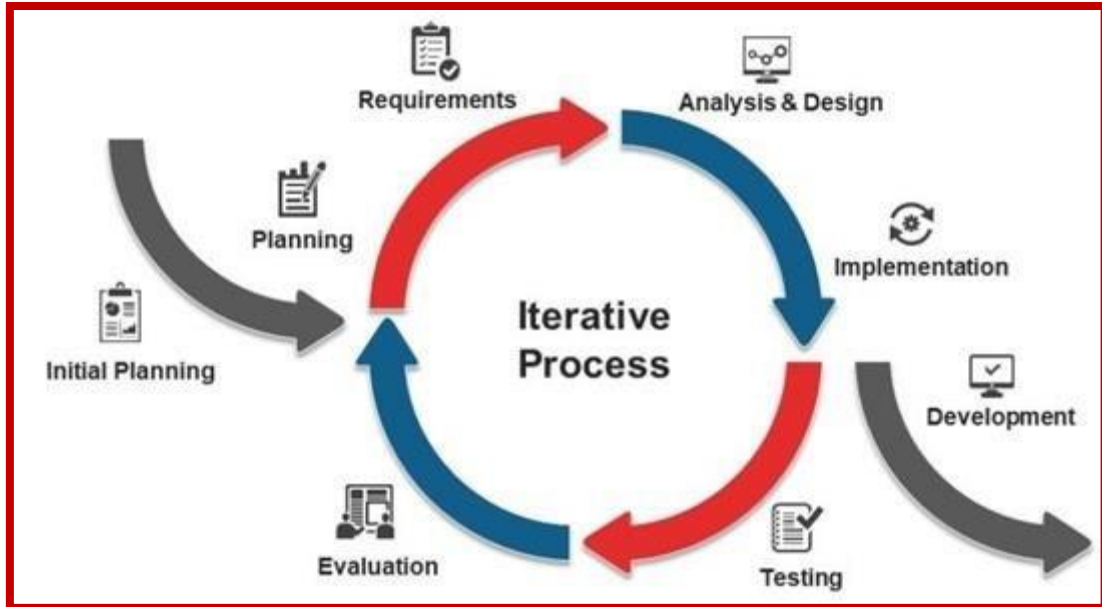 Requirements
Analysis & Design
Planning
Implementation
Iterative
Process
Initial Planning
Development
Evaluation
Testing